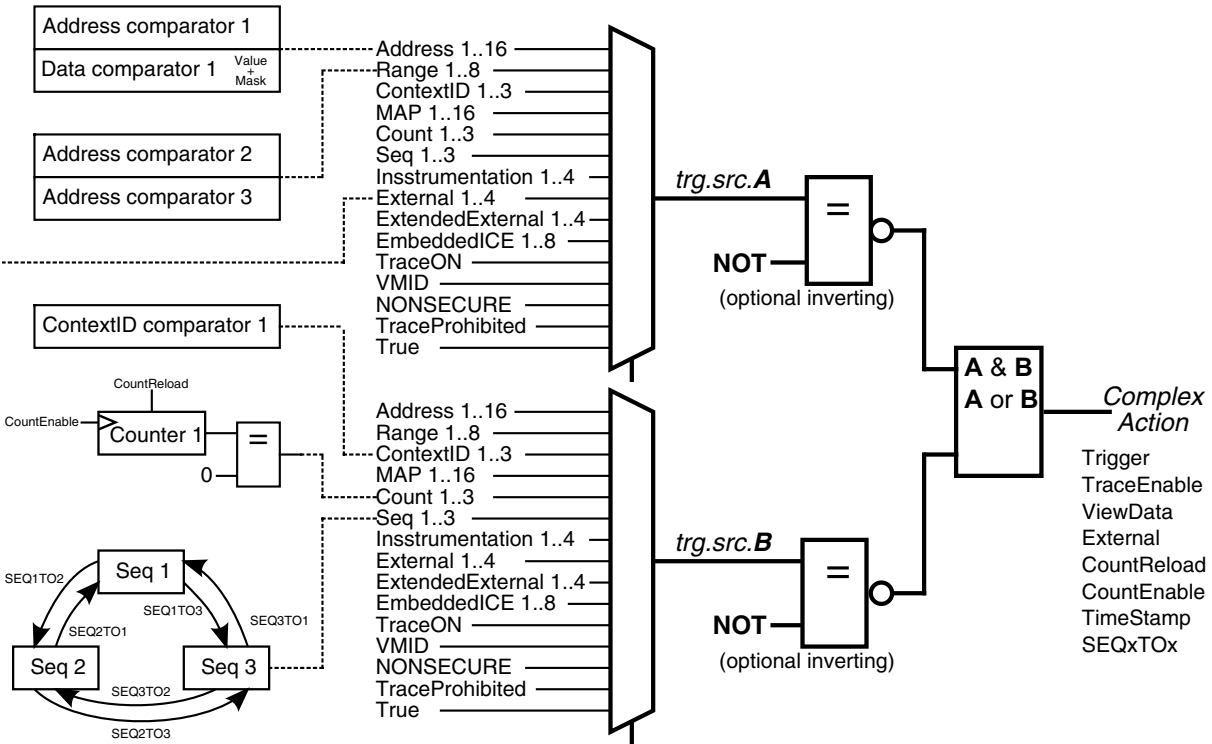 Address comparator 1
Data comparator 1 Value + Mask
Address comparator 2
Address comparator 3
ContextID comparator 1
CountReload
CountEnable
Counter 1
=
0
Seq 1
SEQ1TO2
SEQ2TO1
SEQ1TO3
SEQ3TO1
Seq 2
Seq 3
SEQ3TO2
SEQ2TO3
Address 1..16
Range 1..8
ContextID 1..3
MAP 1..16
Count 1..3
Seq 1..3
Insstrumentation 1..4
External 1..4
ExtendedExternal 1..4
EmbeddedICE 1..8
TraceON
VMID
NONSECURE
TraceProhibited
True
Address 1..16
Range 1..8
ContextID 1..3
MAP 1..16
Count 1..3
Seq 1..3
Insstrumentation 1..4
External 1..4
ExtendedExternal 1..4
EmbeddedICE 1..8
TraceON
VMID
NONSECURE
TraceProhibited
True
trg.src.A
=
NOT
(optional inverting)
trg.src.B
=
NOT
(optional inverting)
A & B
A or B
Complex
Action
Trigger
TraceEnable
ViewData
External
CountReload
CountEnable
TimeStamp
SEQxTOx